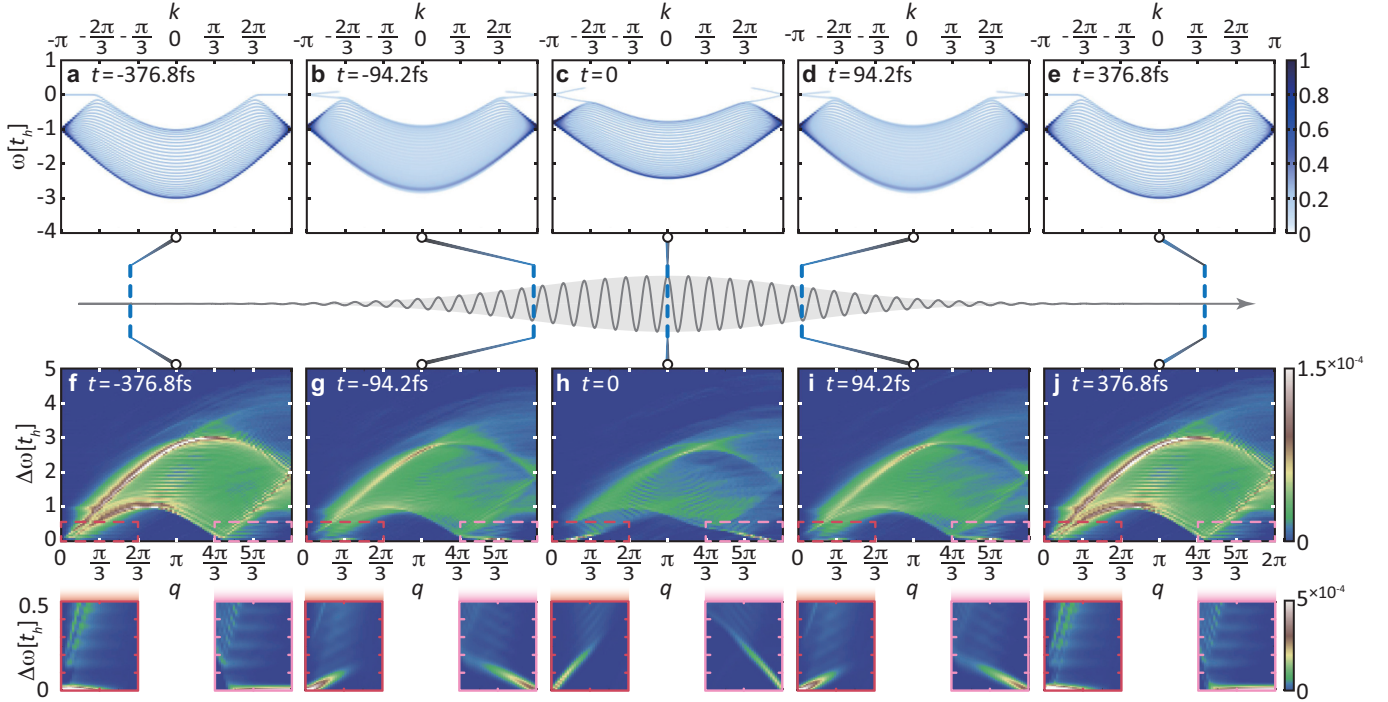 k k k k k
-π -2π/3 -π/3 0 π/3 2π/3 -π -2π/3 -π/3 0 π/3 2π/3 -π -2π/3 -π/3 0 π/3 2π/3 -π -2π/3 -π/3 0 π/3 2π/3 -π -2π/3 -π/3 0 π/3 2π/3 π
a t=-376.8fs b t=-94.2fs c t=0 d t=94.2fs e t=376.8fs
ω[t_h]
1
0
-1
-2
-3
-4
1
0.8
0.6
0.4
0.2
0
f t=-376.8fs g t=-94.2fs h t=0 i t=94.2fs j t=376.8fs
Δω[t_h]
5
4
3
2
1
0
1.5×10⁻⁴
0
0 π/3 2π/3 π 4π/3 5π/3 0 π/3 2π/3 π 4π/3 5π/3 0 π/3 2π/3 π 4π/3 5π/3 0 π/3 2π/3 π 4π/3 5π/3 0 π/3 2π/3 π 4π/3 5π/3 2π
q q q q q
Δω[t_h]
0.5
0
5×10⁻⁴
0